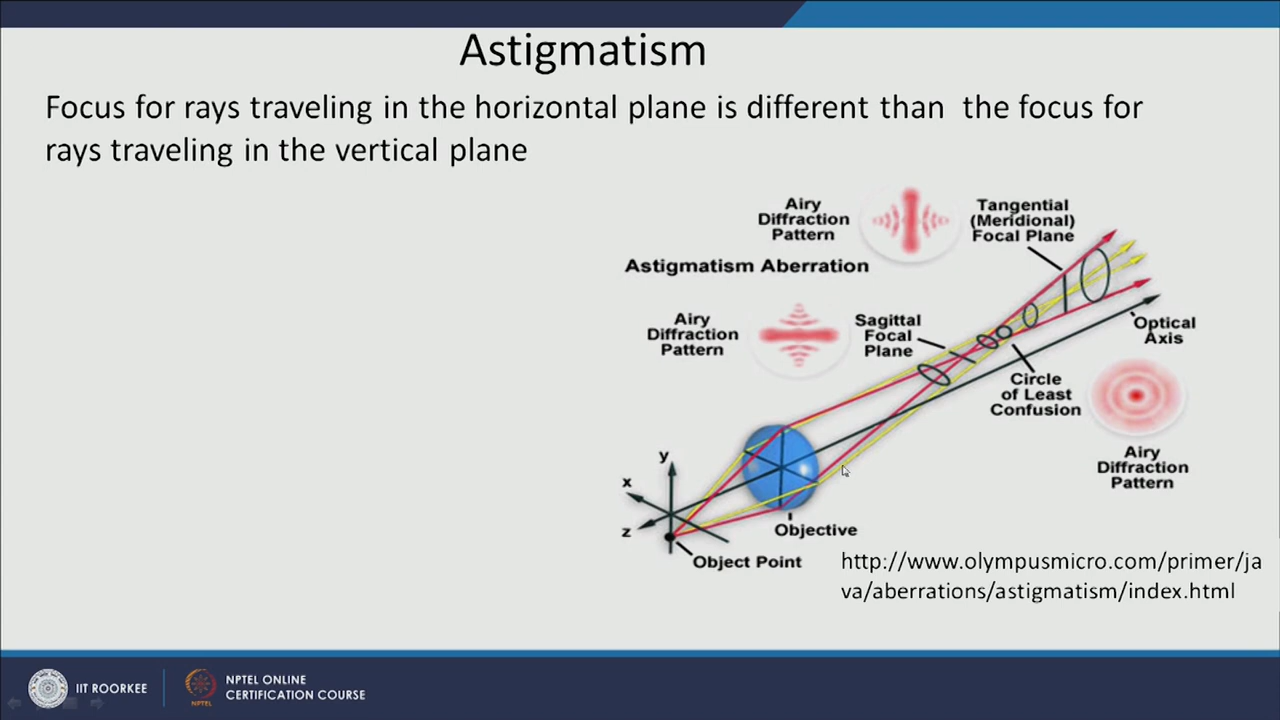 Astigmatism
Focus for rays traveling in the horizontal plane is different than the focus for
rays traveling in the vertical plane
Airy
Diffraction
Pattern
Tangential
(Meridional)
Focal Plane
Astigmatism Aberration
Airy
Diffraction
Pattern
Sagittal
Focal
Plane
Optical
Axis
Circle
of Least
Confusion
Airy
Diffraction
Pattern
y
x
z
Objective
Object Point
http://www.olympusmicro.com/primer/ja
va/aberrations/astigmatism/index.html
IIT ROORKEE
NPTEL
NPTEL ONLINE
CERTIFICATION COURSE